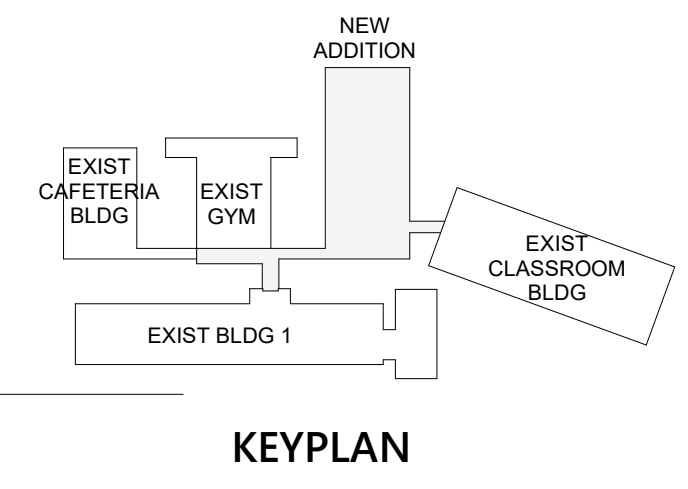 NEW
ADDITION
EXIST
CAFETERIA
BLDG
EXIST
GYM
EXIST
CLASSROOM
BLDG
EXIST BLDG 1
KEYPLAN